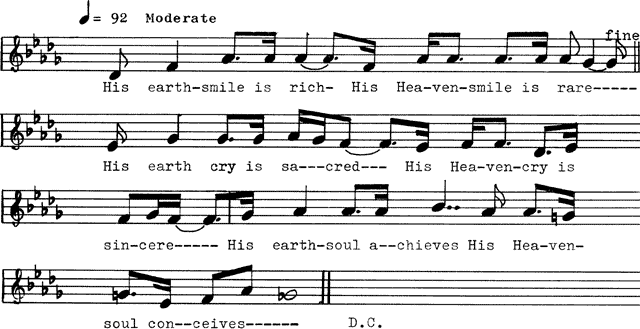 ♩= 92 Moderate
fine
His earth-smile is rich- His Hea-ven-smile is rare-----
His earth cry is sa---cred--- His Hea-ven-cry is
sin-cere----- His earth-soul a--chieves His Hea-ven-
soul con--ceives------ D.C.